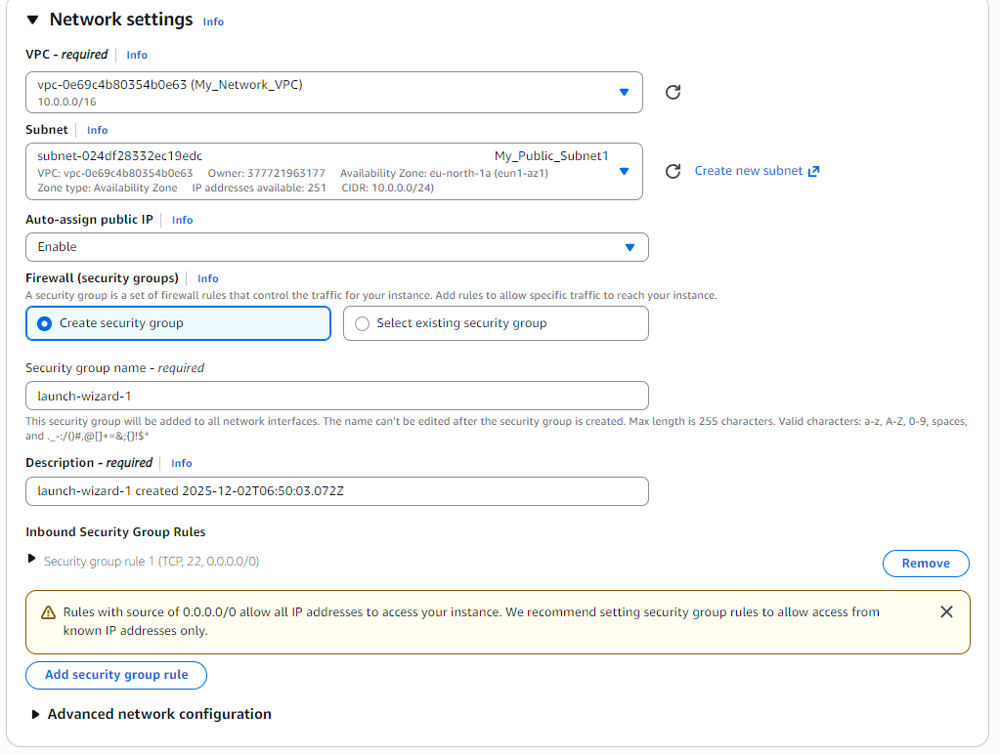 Network settings Info
VPC - required Info
vpc-0e69c4b80354b0e63 (My_Network_VPC)
10.0.0.0/16
Subnet Info
subnet-024df28332ec19edc My_Public_Subnet1
VPC: vpc-0e69c4b80354b0e63 Owner: 377721963177 Availability Zone: eu-north-1a (eun1-az1)
Zone type: Availability Zone IP addresses available: 251 CIDR: 10.0.0.0/24)
Create new subnet
Auto-assign public IP Info
Enable
Firewall (security groups) Info
A security group is a set of firewall rules that control the traffic for your instance. Add rules to allow specific traffic to reach your instance.
Create security group Select existing security group
Security group name - required
launch-wizard-1
This security group will be added to all network interfaces. The name can't be edited after the security group is created. Max length is 255 characters. Valid characters: a-z, A-Z, 0-9, spaces,
and ._-:/()#,@[]+=&;{}!$*
Description - required Info
launch-wizard-1 created 2025-12-02T06:50:03.072Z
Inbound Security Group Rules
Security group rule 1 (TCP, 22, 0.0.0.0/0)
Remove
Rules with source of 0.0.0.0/0 allow all IP addresses to access your instance. We recommend setting security group rules to allow access from
known IP addresses only.
Add security group rule
Advanced network configuration